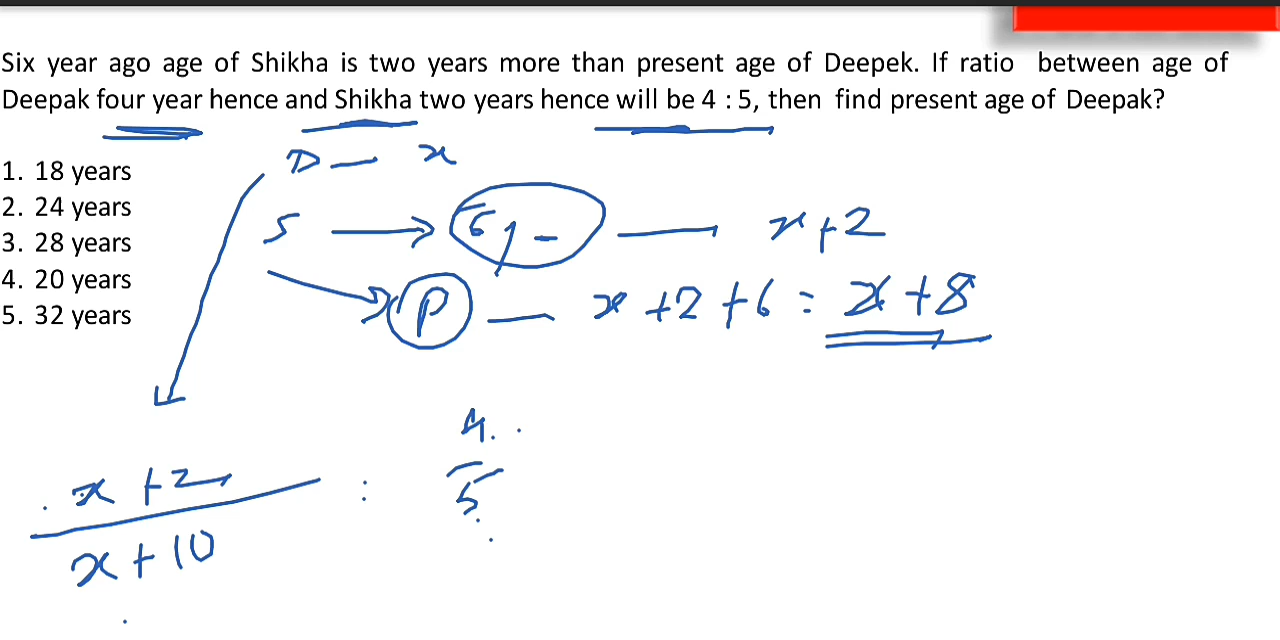 Six year ago age of Shikha is two years more than present age of Deepek. If ratio between age of
Deepak four year hence and Shikha two years hence will be 4 : 5, then find present age of Deepak?
1. 18 years
2. 24 years
3. 28 years
4. 20 years
5. 32 years
D — x
S → 6y - — x+2
P — x+2+6 = x+8
x+2
x+10
:
4
5